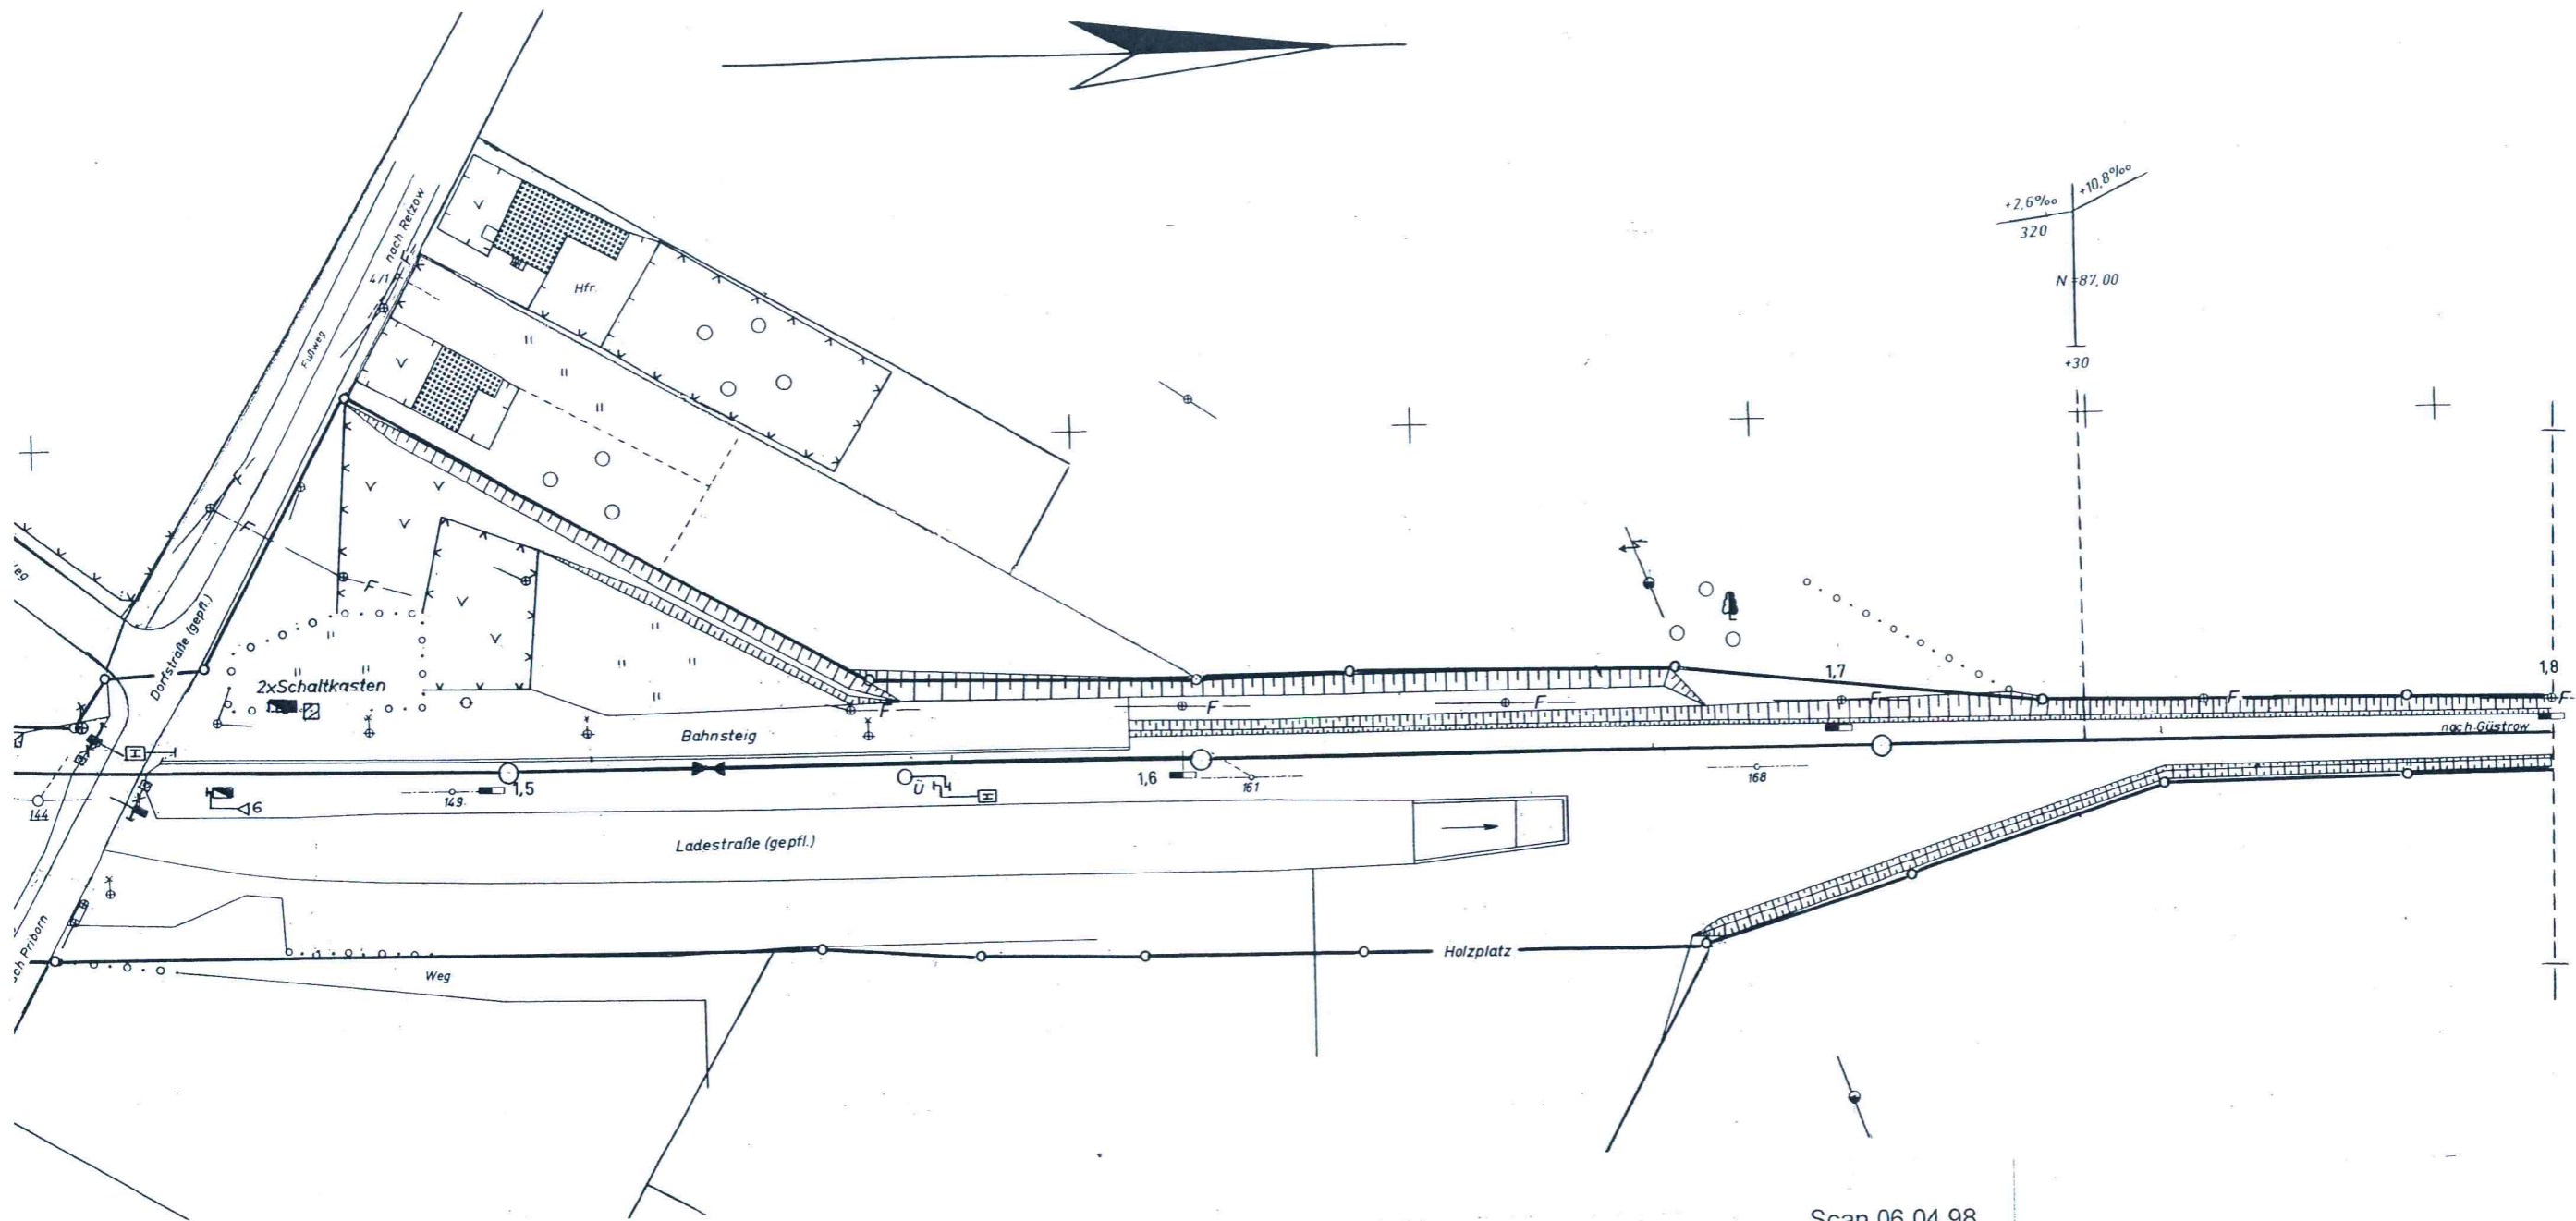 nach Retzow
F
4/1
Fußweg
Hfr.
+2,6‰
+10,8‰
320
N=87,00
+30
F
F
F
Dorfstraße (gepfl.)
2xSchaltkasten
F
F
F
1,7
F
F
1,8
F
Bahnsteig
nach Güstrow
H
149
1,5
6
Ü
H
1,6
161
168
144
Ladestraße (gepfl.)
Holzplatz
Weg
Scan 06.04.98